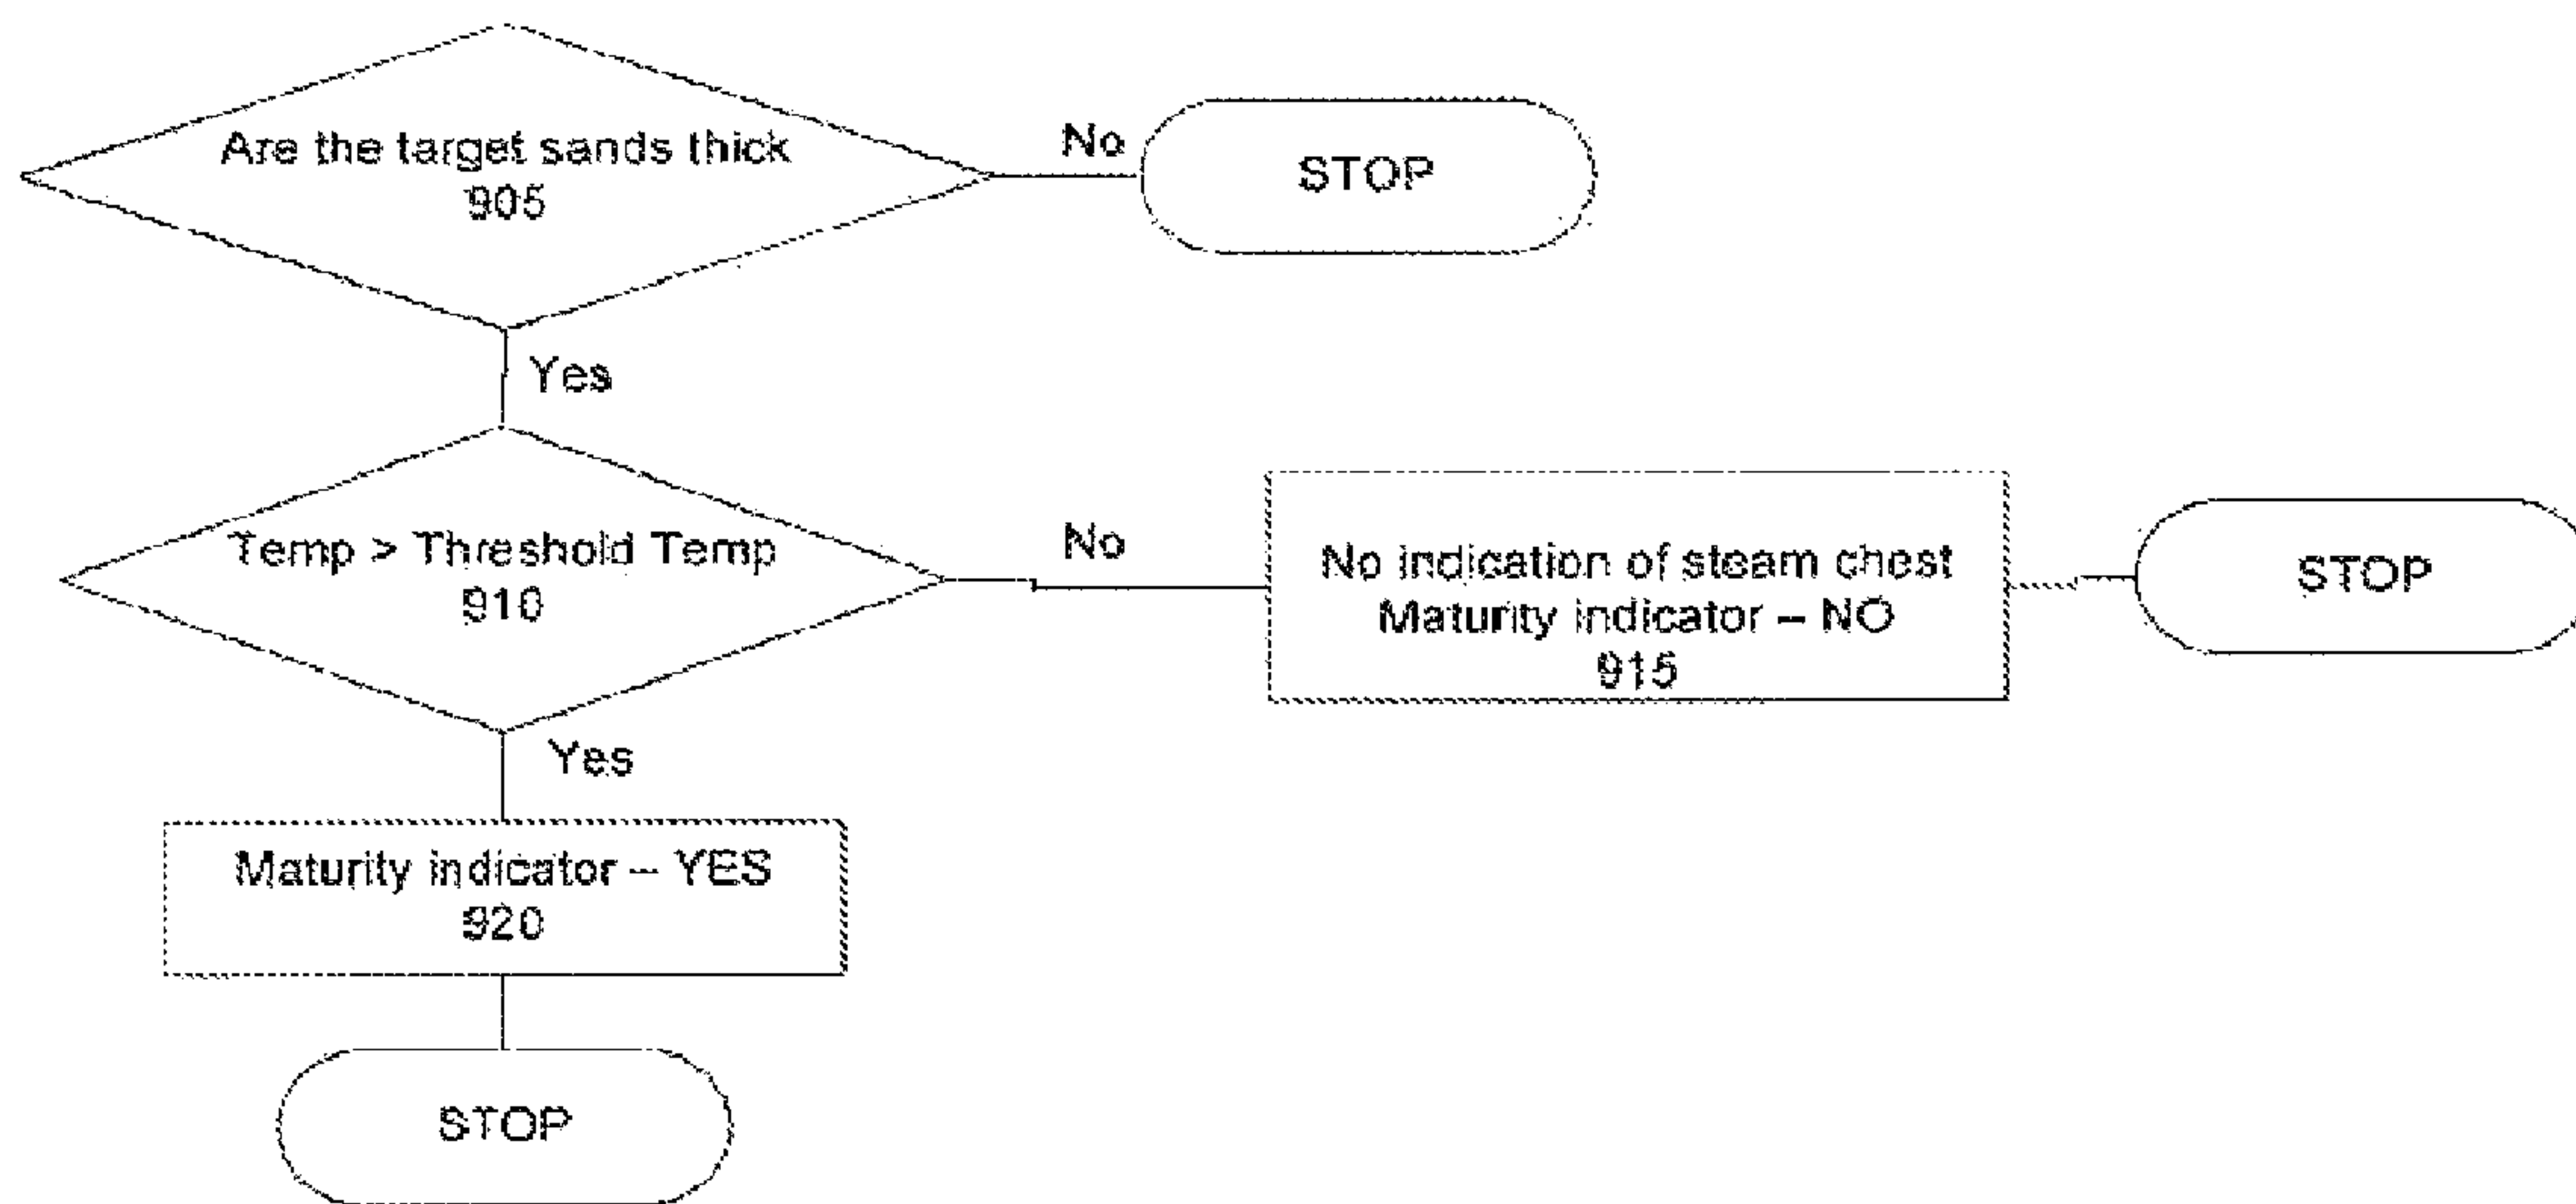 Are the target sands thick
905
No
STOP
Yes
Temp > Threshold Temp
910
No
No indication of steam chest
Maturity indicator – NO
915
STOP
Yes
Maturity indicator – YES
920
STOP